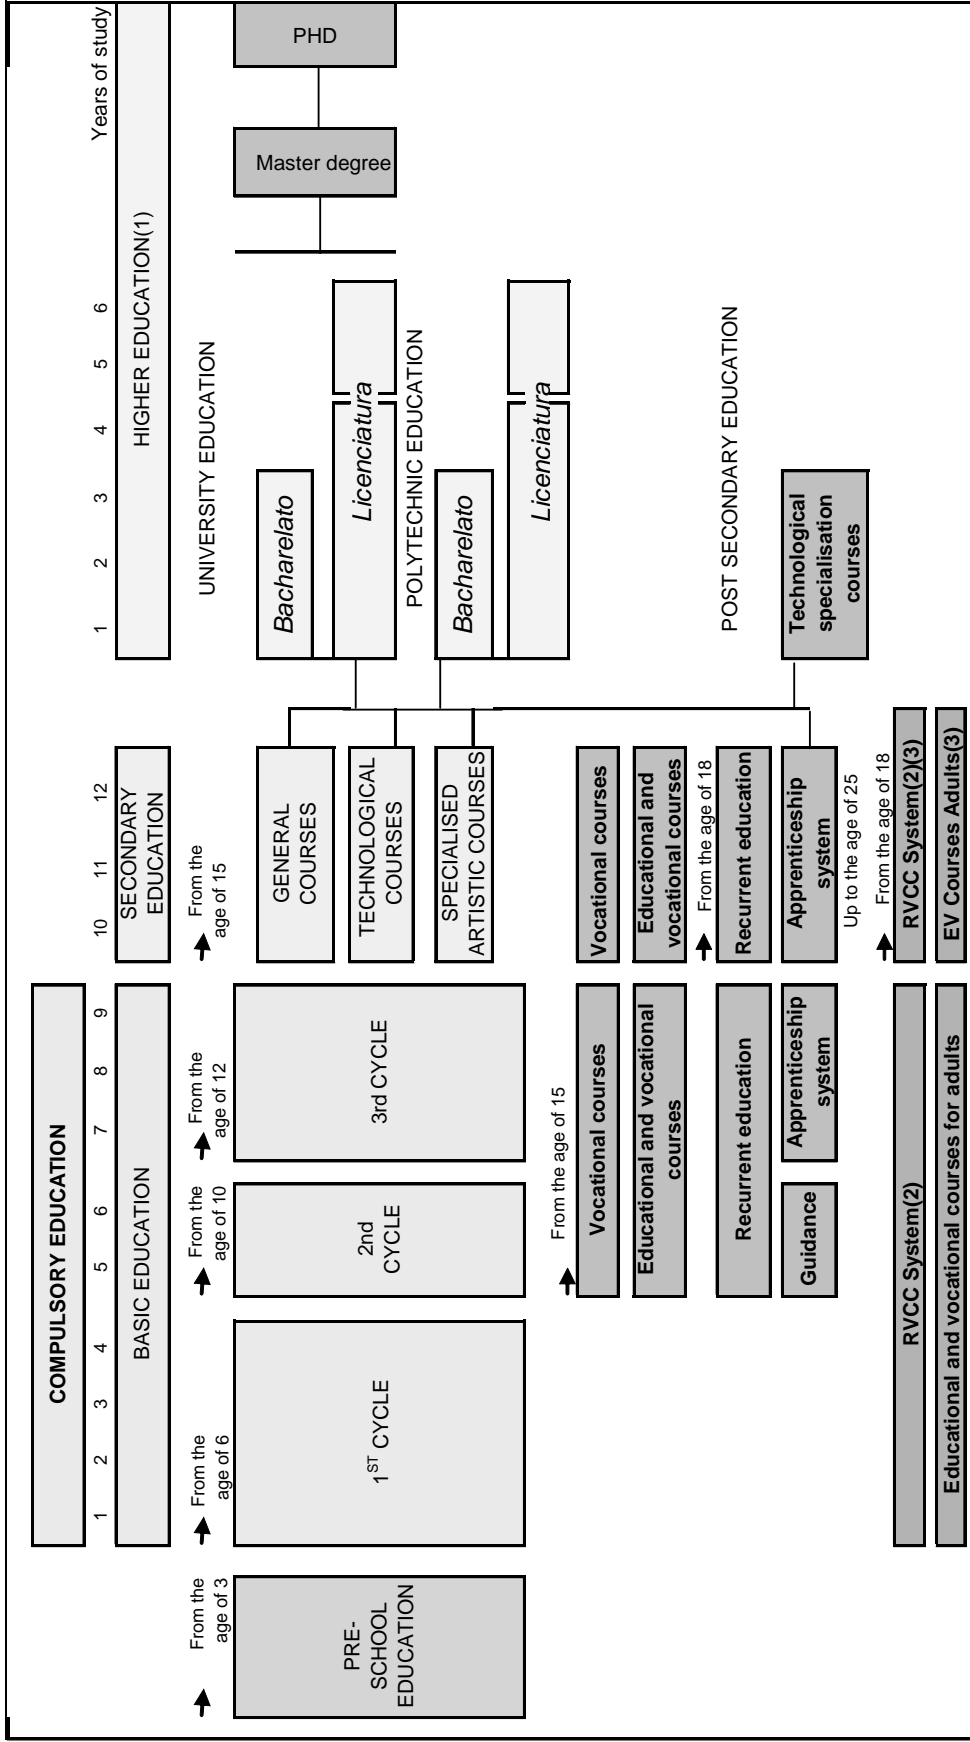 Years of study
COMPULSORY EDUCATION
1 2 3 4 5 6 7 8 9 10 11 12 1 2 3 4 5 6
BASIC EDUCATION
SECONDARY
EDUCATION
HIGHER EDUCATION(1)
From the
age of 3
From the
age of 6
From the
age of 10
From the
age of 12
From the
age of 15
UNIVERSITY EDUCATION
PRE-
SCHOOL
EDUCATION
1ST CYCLE
2nd
CYCLE
3rd CYCLE
GENERAL
COURSES
TECHNOLOGICAL
COURSES
SPECIALISED
ARTISTIC COURSES
Bacharelato
Licenciatura
Master degree
PHD
POLYTECHNIC EDUCATION
Bacharelato
Licenciatura
From the age of 15
Vocational courses
Vocational courses
Educational and vocational
courses
Educational and
vocational courses
From the age of 18
POST SECONDARY EDUCATION
Recurrent education
Recurrent education
Guidance
Apprenticeship
system
Apprenticeship
system
Technological
specialisation
courses
Up to the age of 25
From the age of 18
RVCC System(2)
RVCC System(2)(3)
Educational and vocational courses for adults
EV Courses Adults(3)